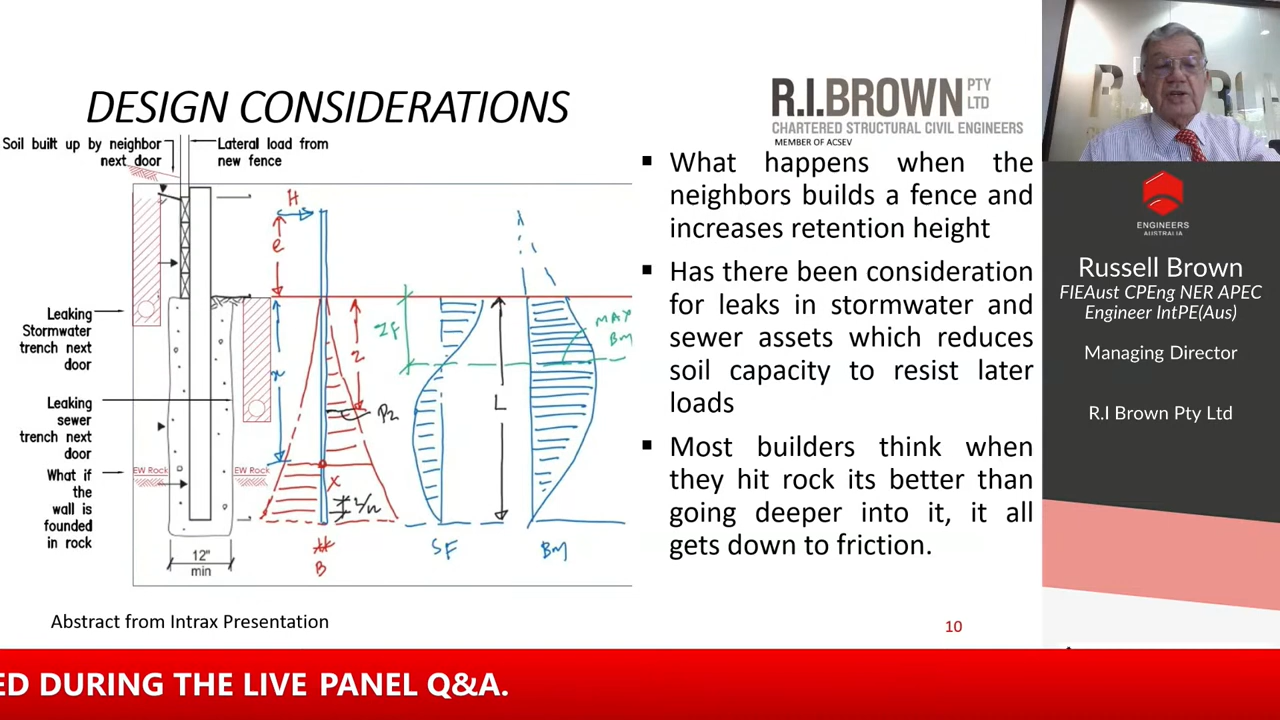 DESIGN CONSIDERATIONS
R.I.BROWN PTY LTD
CHARTERED STRUCTURAL CIVIL ENGINEERS
MEMBER OF ACSEV
Soil built up by neighbor
next door
Lateral load from
new fence
Leaking
Stormwater
trench next
door
Leaking
sewer
trench next
door
What if
the
wall is
founded
in rock
EW Rock
EW Rock
12"
min
H
e
x
z
ZF
MAX
BM
P2
L
X
B
SF
BM
▪ What happens when the
neighbors builds a fence and
increases retention height
▪ Has there been consideration
for leaks in stormwater and
sewer assets which reduces
soil capacity to resist later
loads
▪ Most builders think when
they hit rock its better than
going deeper into it, it all
gets down to friction.
Abstract from Intrax Presentation
10
ENGINEERS
AUSTRALIA
Russell Brown
FIEAust CPEng NER APEC
Engineer IntPE(Aus)
Managing Director
R.I Brown Pty Ltd
ED DURING THE LIVE PANEL Q&A.